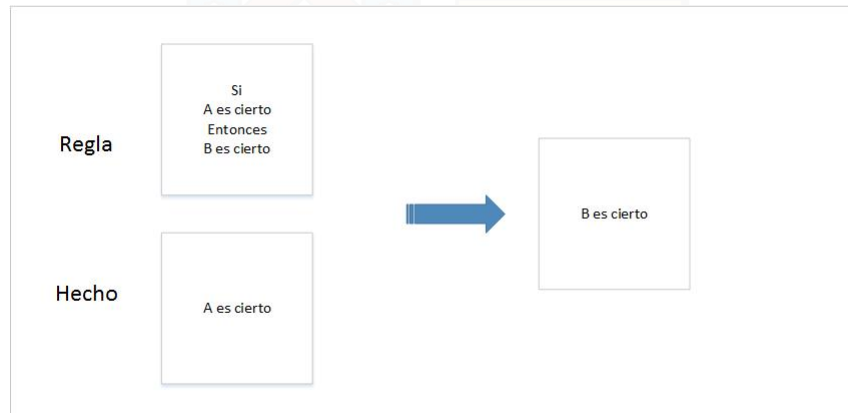 Regla
Si
A es cierto
Entonces
B es cierto
Hecho
A es cierto
B es cierto